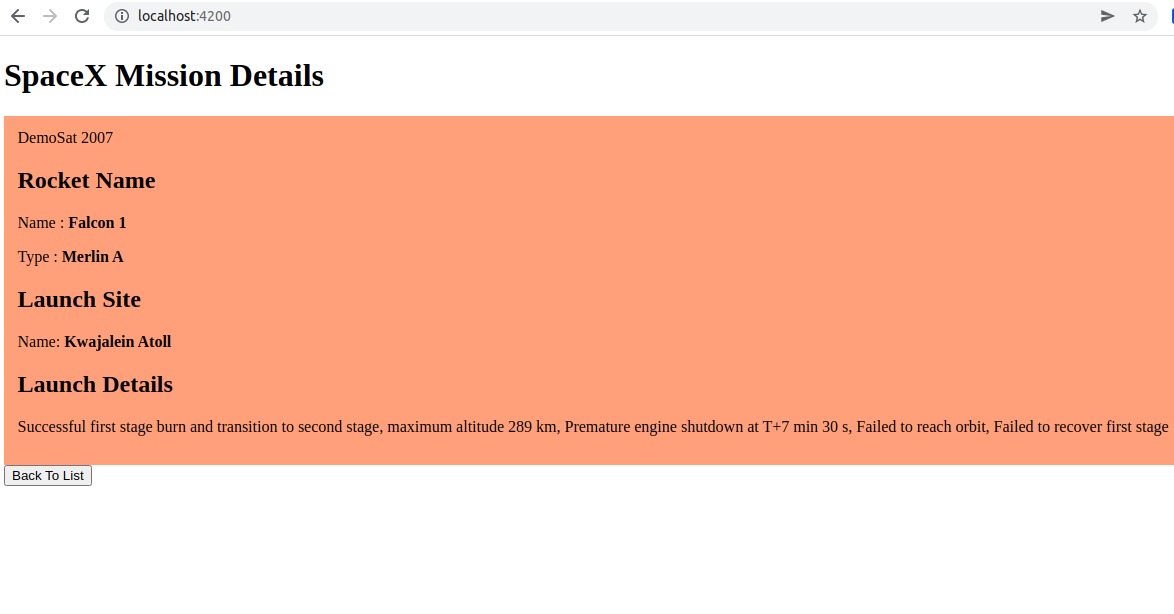 localhost:4200
SpaceX Mission Details
DemoSat 2007
Rocket Name
Name : Falcon 1
Type : Merlin A
Launch Site
Name: Kwajalein Atoll
Launch Details
Successful first stage burn and transition to second stage, maximum altitude 289 km, Premature engine shutdown at T+7 min 30 s, Failed to reach orbit, Failed to recover first stage
Back To List